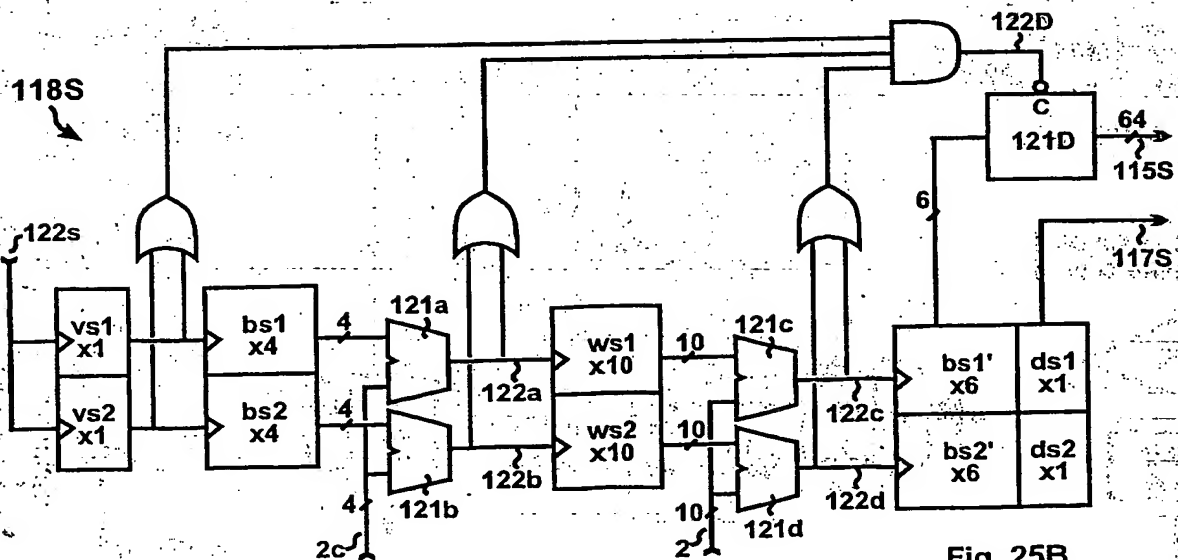 122D
118S
C
121D
64
115S
6
122s
117S
vs1
x1
bs1
x4
4
121a
122a
ws1
x10
10
121c
122c
bs1'
x6
ds1
x1
vs2
x1
bs2
x4
4
121b
122b
ws2
x10
10
121d
122d
bs2'
x6
ds2
x1
4
2c
10
2
Fig. 25B